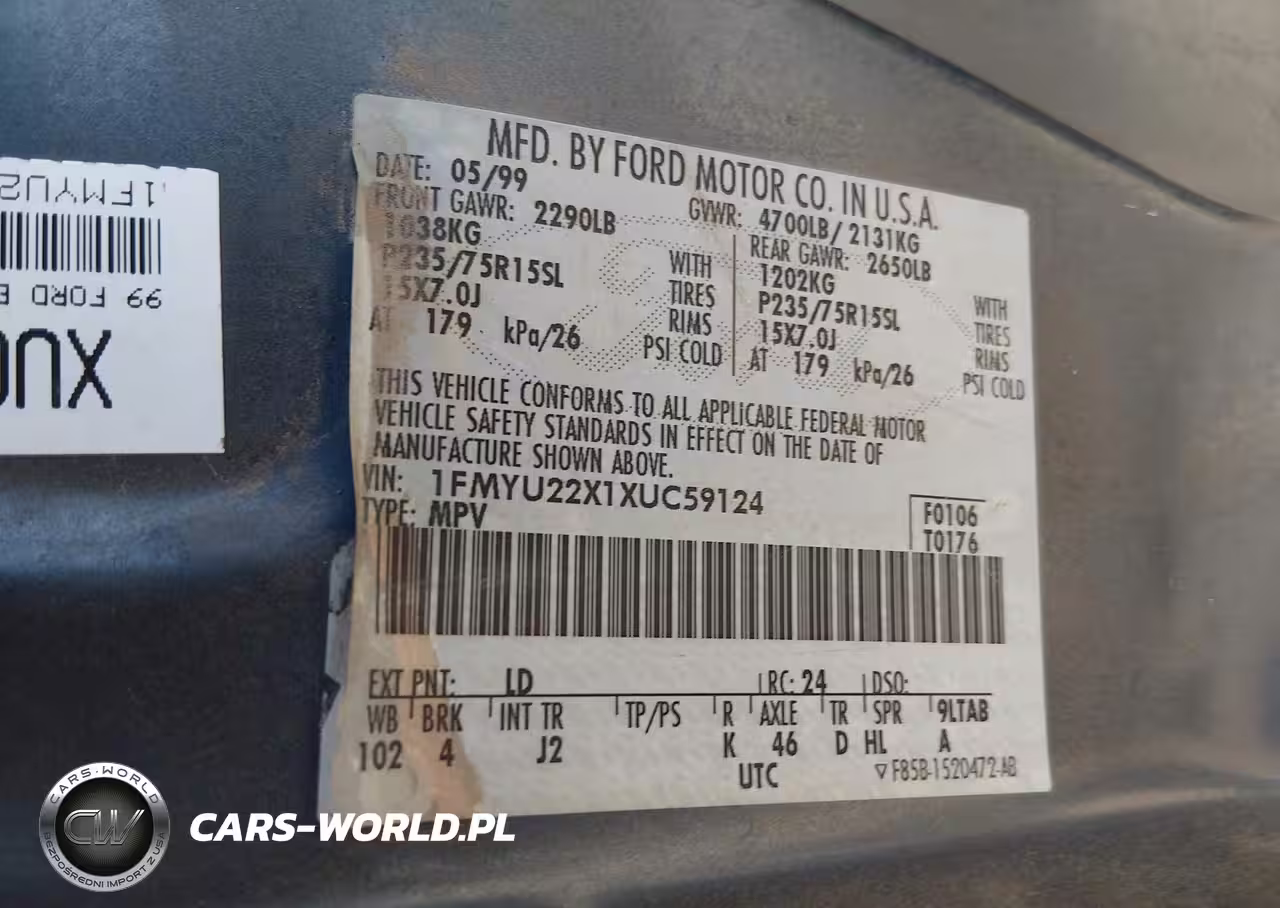 1FMYU2
99 FORD E
XU
MFD. BY FORD MOTOR CO. IN U.S.A.
DATE: 05/99
GVWR: 4700LB/ 2131KG
FRONT GAWR: 2290LB
1038KG
P235/75R15SL
15X7.0J
AT 179 kPa/26
WITH
TIRES
RIMS
PSI COLD
REAR GAWR: 2650LB
1202KG
P235/75R15SL
15X7.0J
AT 179 kPa/26
WITH
TIRES
RIMS
PSI COLD
THIS VEHICLE CONFORMS TO ALL APPLICABLE FEDERAL MOTOR
VEHICLE SAFETY STANDARDS IN EFFECT ON THE DATE OF
MANUFACTURE SHOWN ABOVE.
VIN: 1FMYU22X1XUC59124
TYPE: MPV
F0106
T0176
EXT PNT: LD RC: 24 DSO:
WB BRK INT TR TP/PS R AXLE TR SPR 9LTAB
102 4 J2 K 46 D HL A
UTC
F85B-1520472-AB
CARS-WORLD
CW
BEZPOŚREDNI IMPORT Z USA
CARS-WORLD.PL